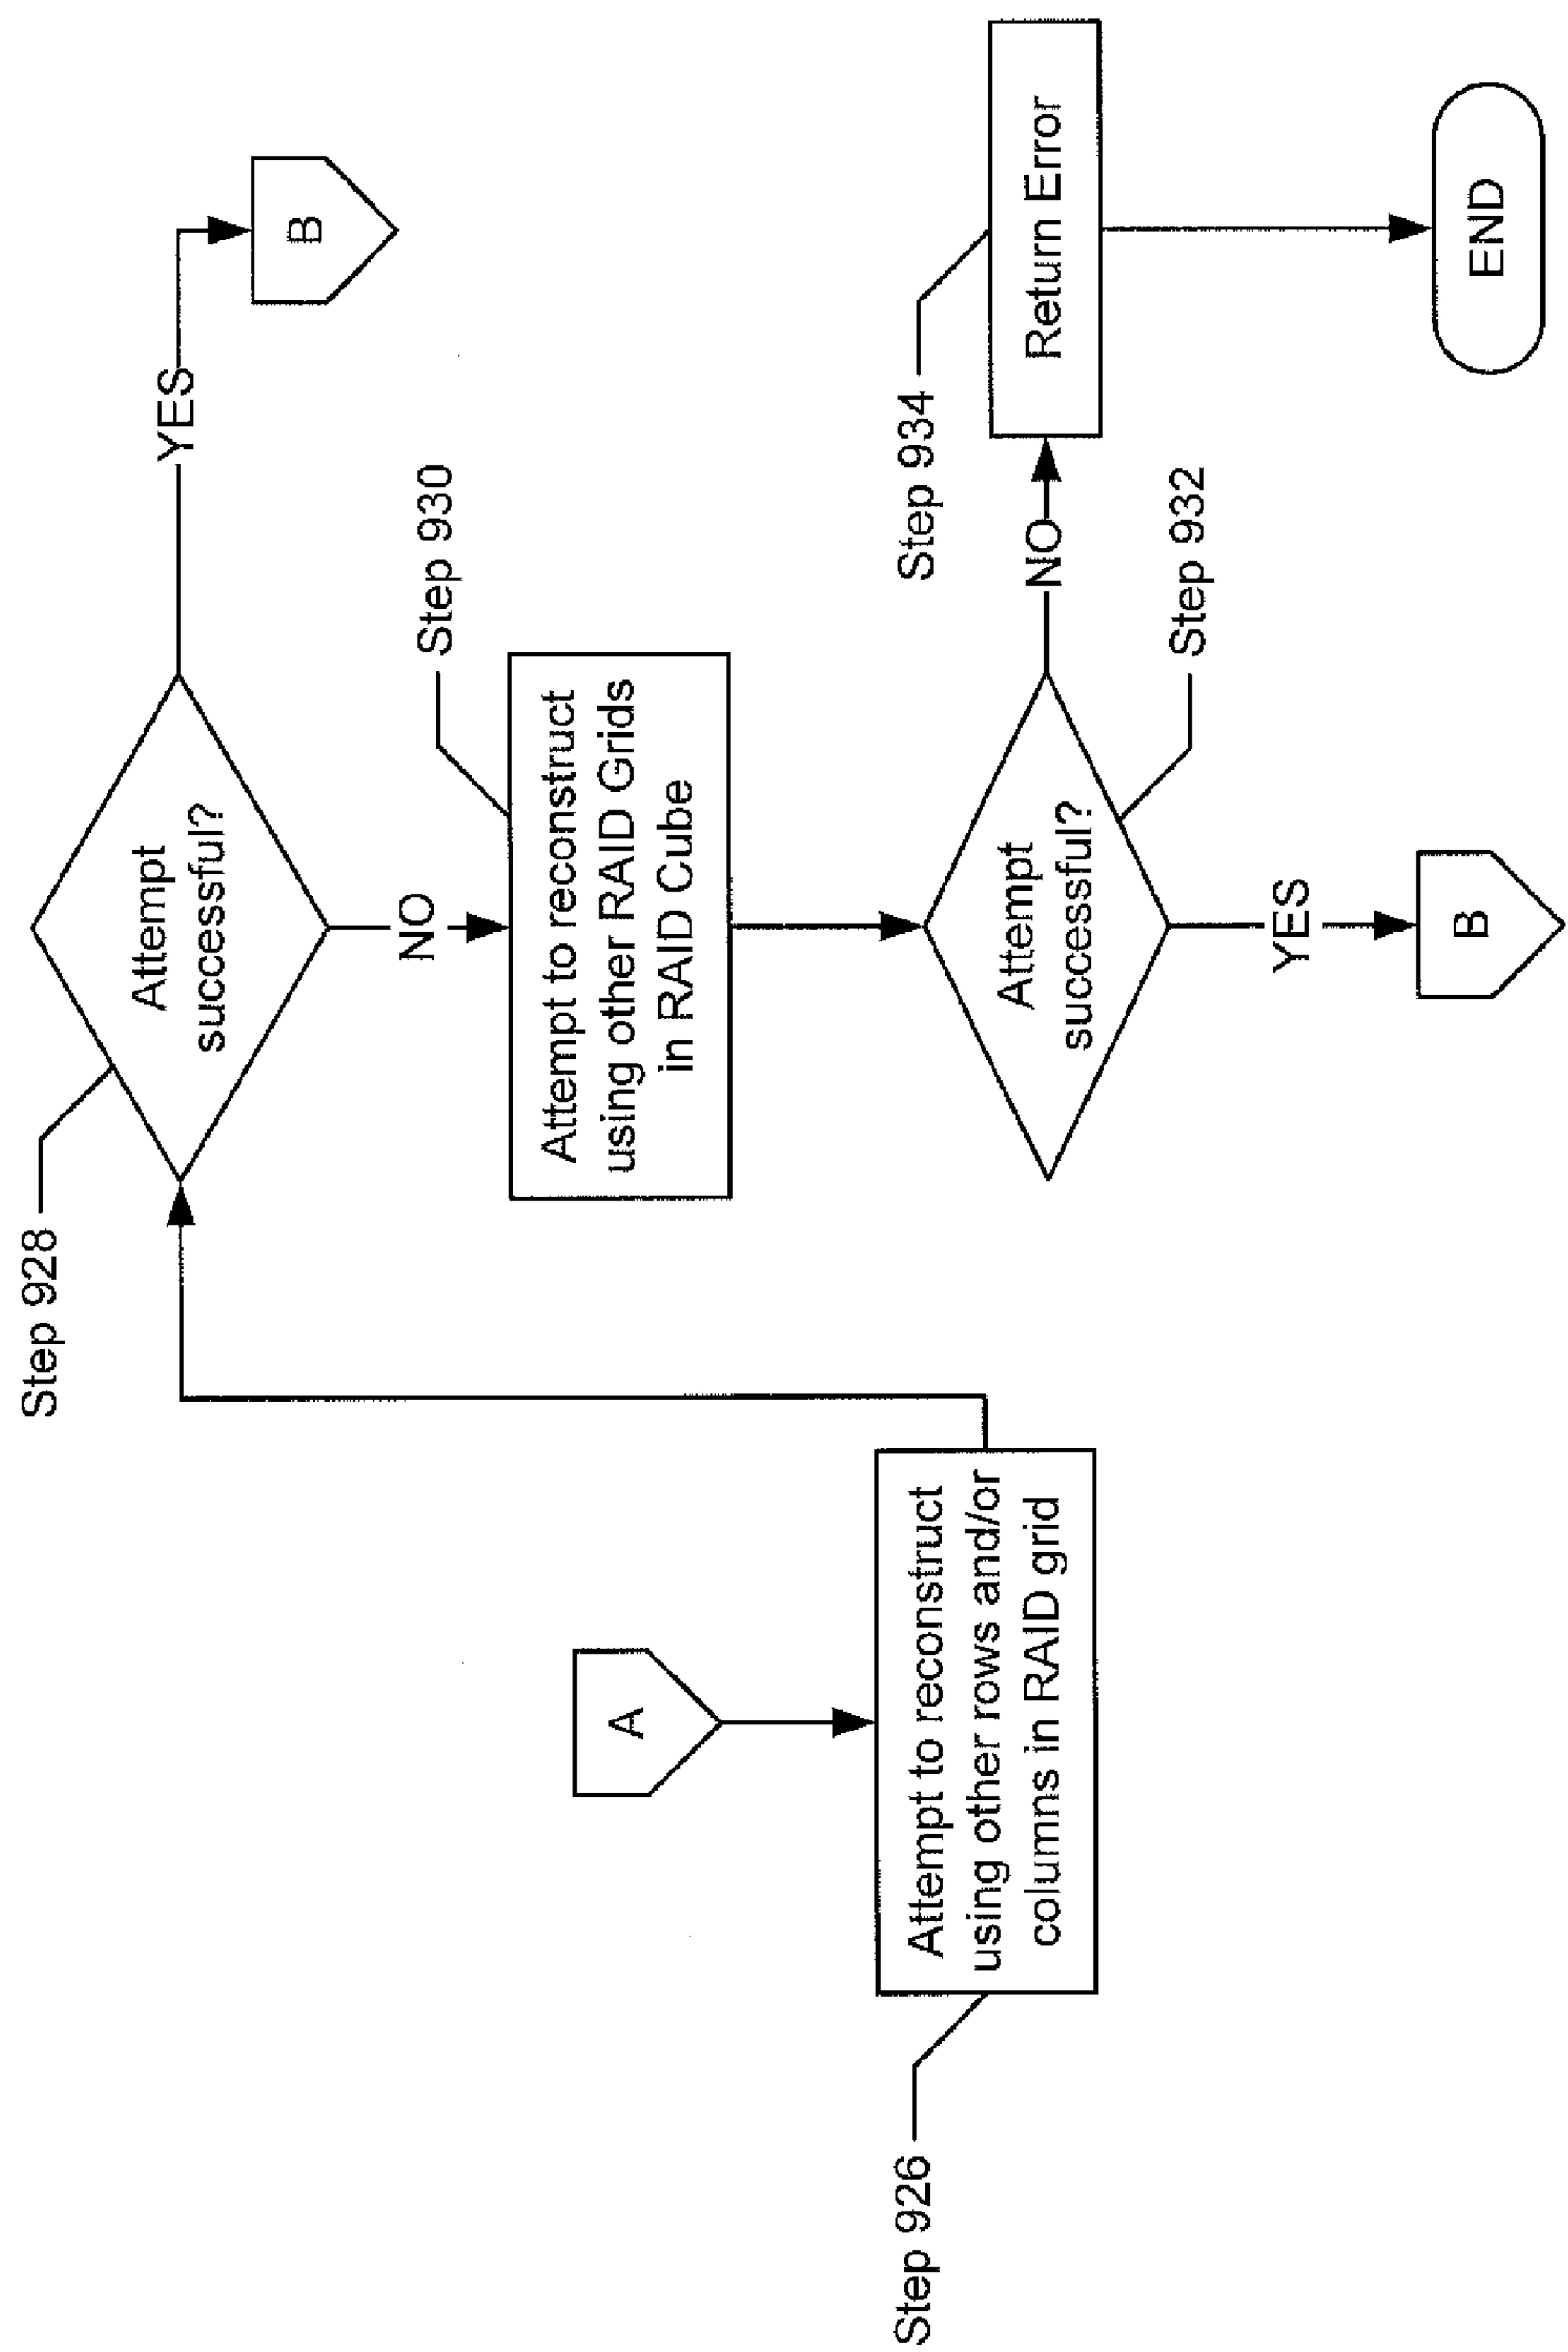 A
Step 926
Attempt to reconstruct
using other rows and/or
columns in RAID grid
Step 928
Attempt
successful?
YES
B
NO
Step 930
Attempt to reconstruct
using other RAID Grids
in RAID Cube
Attempt
successful?
Step 932
YES
B
NO
Step 934
Return Error
END